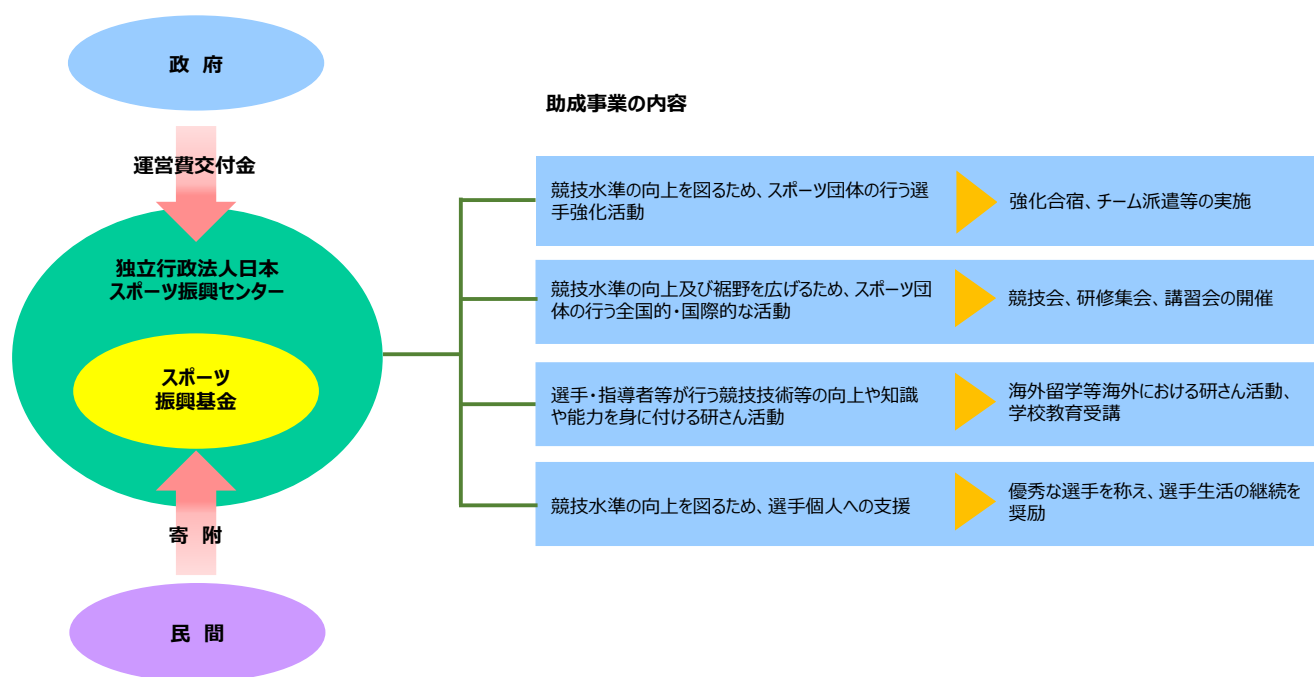 政 府
運営費交付金
独立行政法人日本
スポーツ振興センター
スポーツ
振興基金
寄 附
民 間
助成事業の内容
競技水準の向上を図るため、スポーツ団体の行う選
手強化活動
強化合宿、チーム派遣等の実施
競技水準の向上及び裾野を広げるため、スポーツ団
体の行う全国的・国際的な活動
競技会、研修集会、講習会の開催
選手・指導者等が行う競技技術等の向上や知識
や能力を身に付ける研さん活動
海外留学等海外における研さん活動、
学校教育受講
競技水準の向上を図るため、選手個人への支援
優秀な選手を称え、選手生活の継続を
奨励